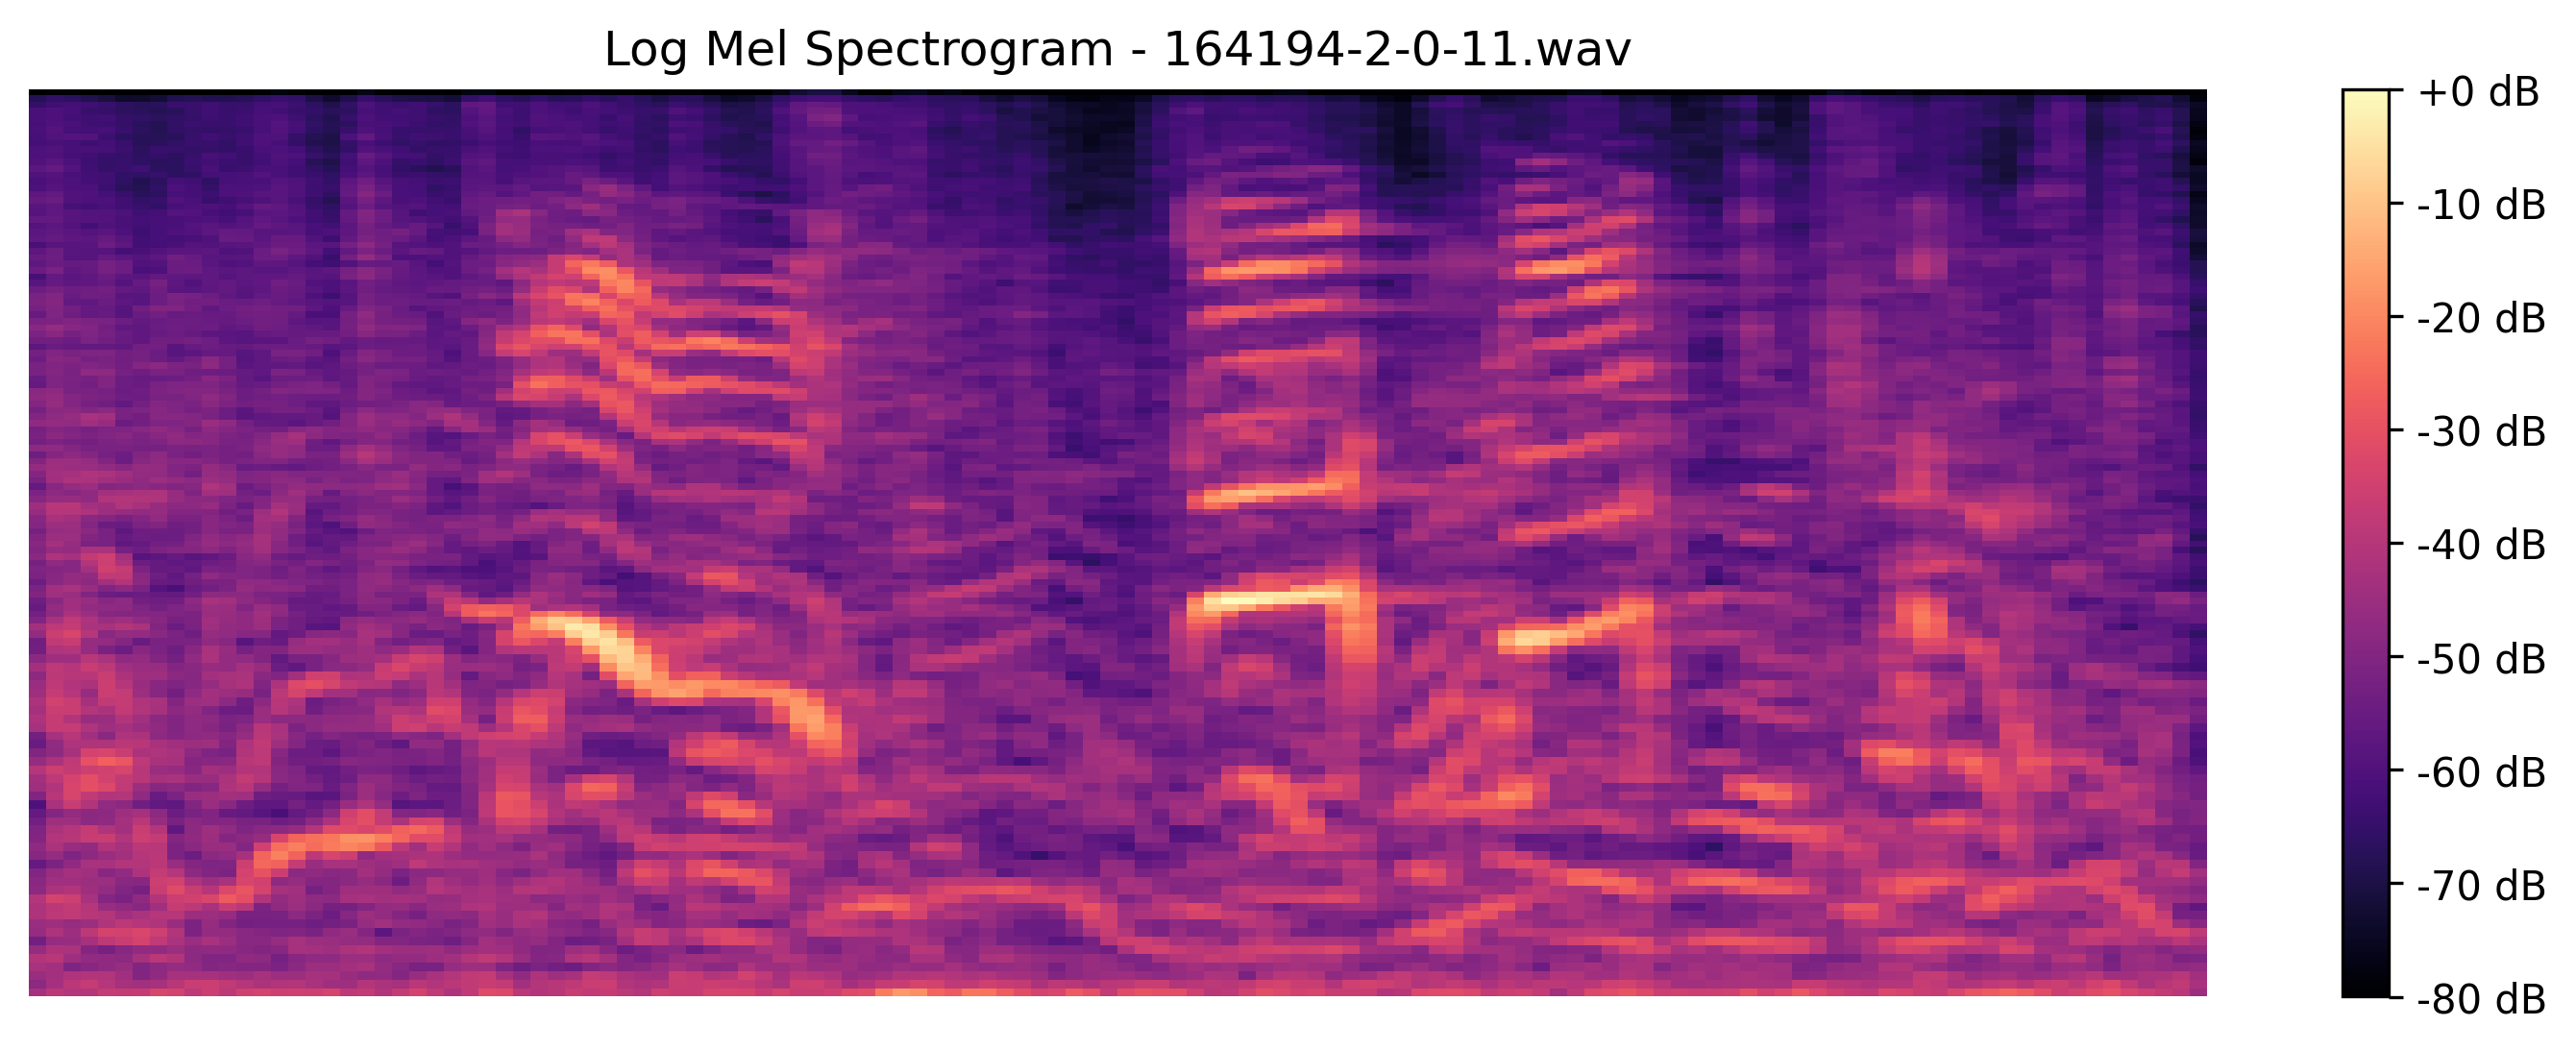 Log Mel Spectrogram - 164194-2-0-11.wav
+0 dB
-10 dB
-20 dB
-30 dB
-40 dB
-50 dB
-60 dB
-70 dB
-80 dB